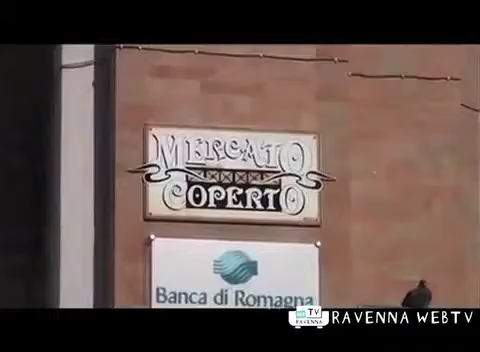 MERCATO
COPERTO
Banca di Romagna
TV
RAVENNA
RAVENNA WEBTV